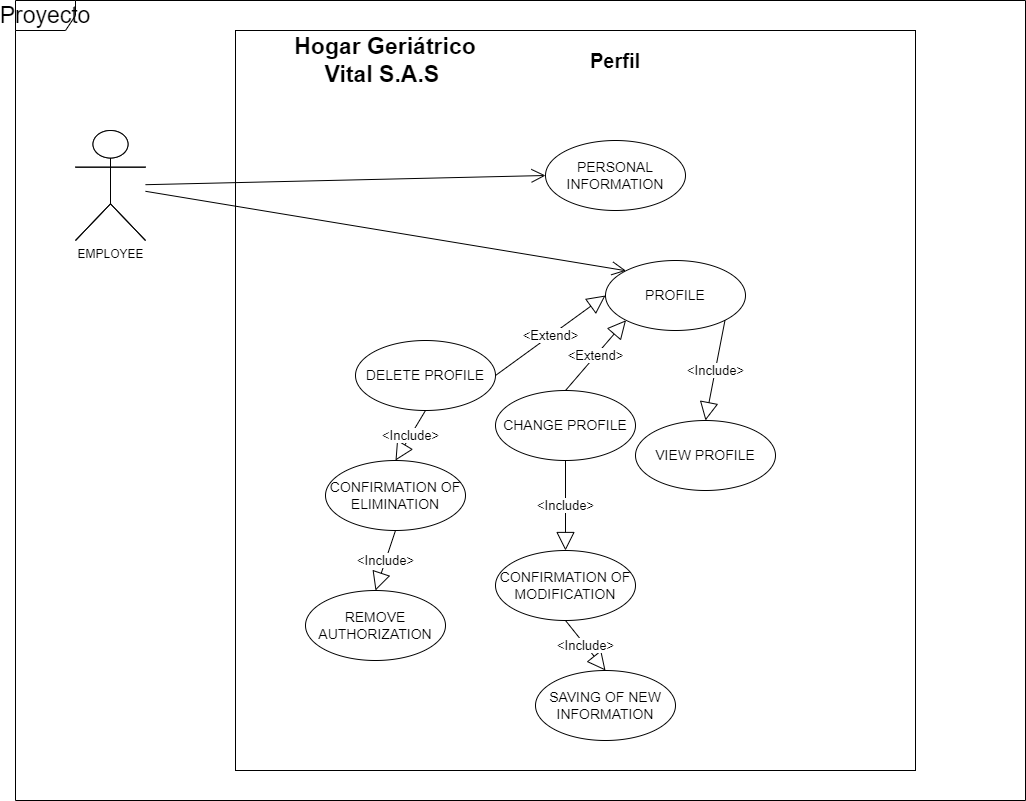 Proyecto
Hogar Geriátrico
Vital S.A.S
Perfil
PERSONAL
INFORMATION
EMPLOYEE
PROFILE
<Extend>
<Extend>
<Include>
DELETE PROFILE
CHANGE PROFILE
<Include>
VIEW PROFILE
CONFIRMATION OF
ELIMINATION
<Include>
<Include>
CONFIRMATION OF
MODIFICATION
REMOVE
AUTHORIZATION
<Include>
SAVING OF NEW
INFORMATION